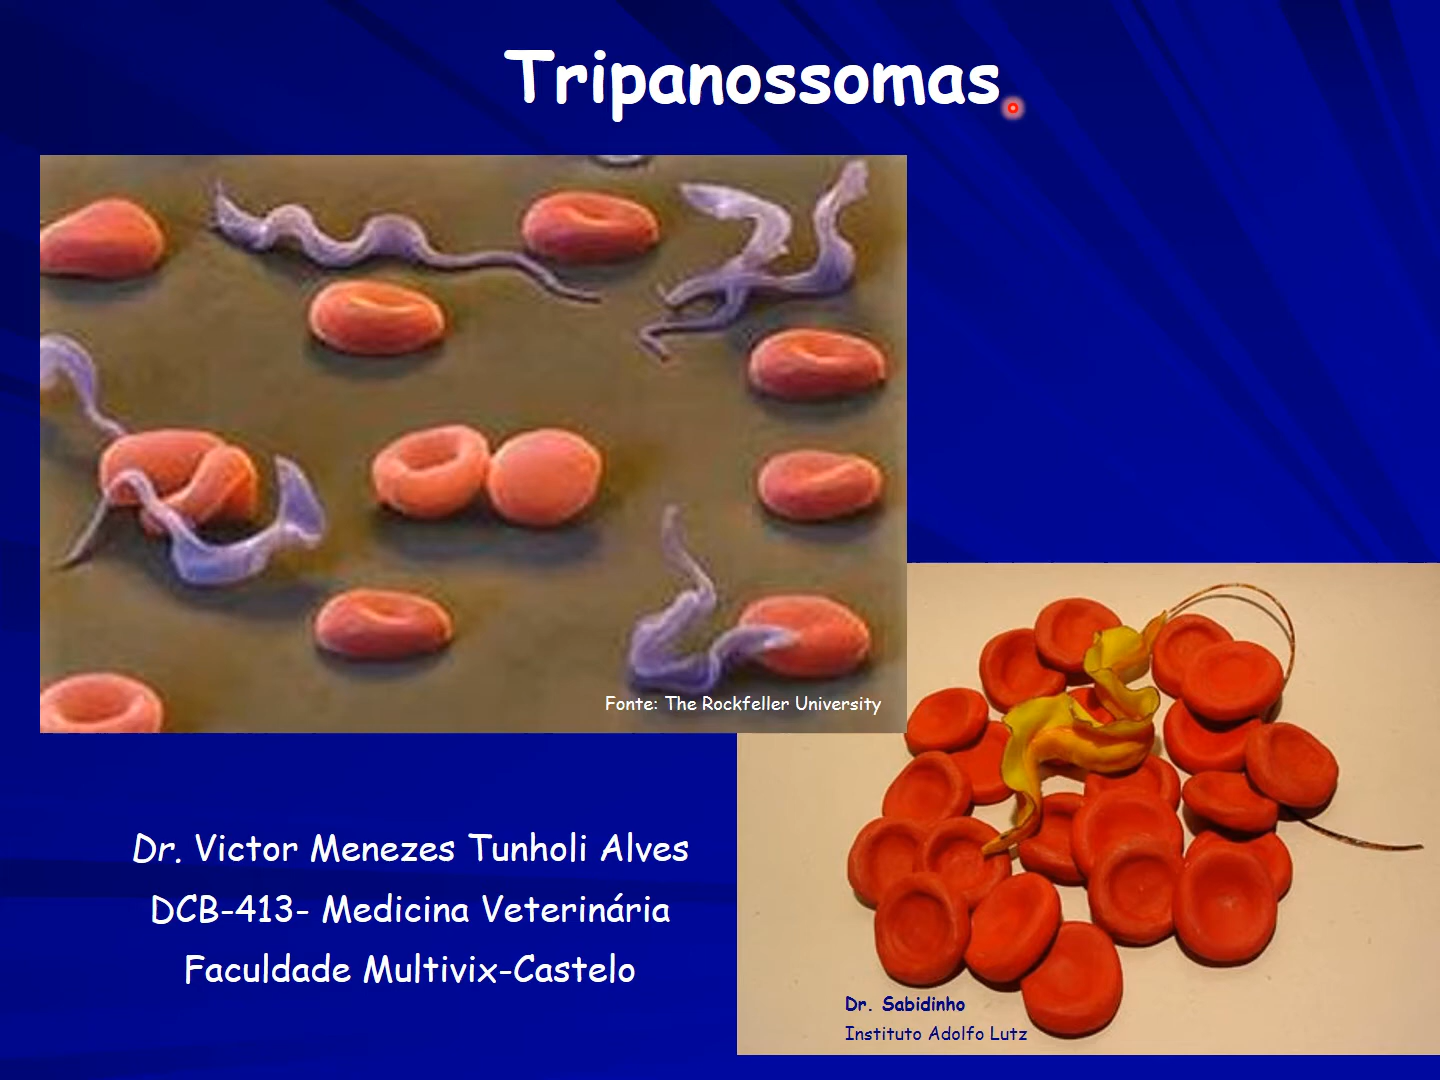 Tripanossomas
Fonte: The Rockfeller University
Dr. Victor Menezes Tunholi Alves
DCB-413- Medicina Veterinária
Faculdade Multivix-Castelo
Dr. Sabidinho
Instituto Adolfo Lutz